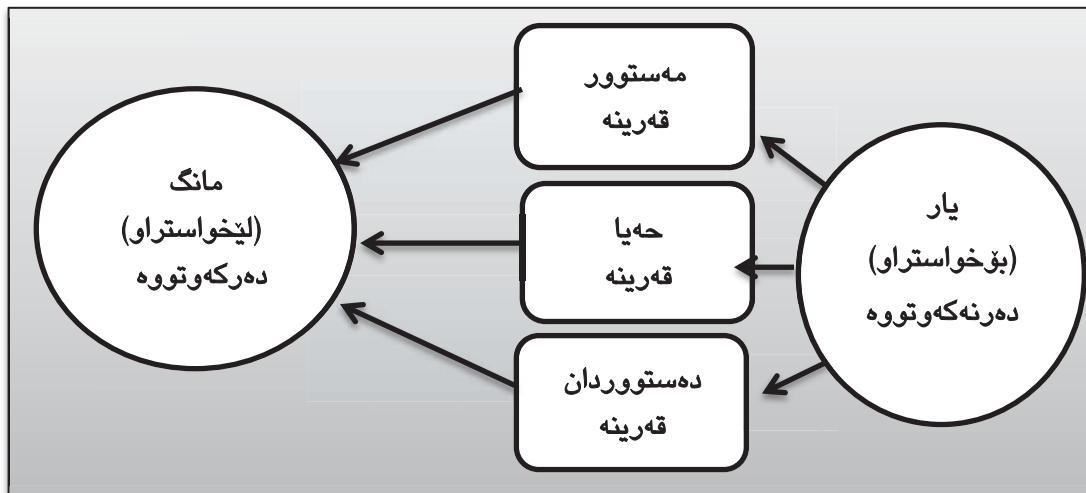 یار
(بۆخواستراو)
دەرنەکەوتووە
مەستوور
قەرینە
حەیا
قەرینە
دەستووردان
قەرینە
مانگ
(لێخواستراو)
دەرکەوتووە